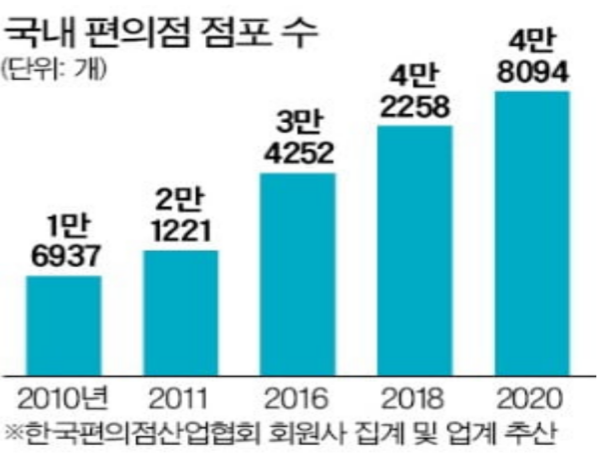 국내 편의점 점포 수
(단위: 개)
1만
6937
2만
1221
3만
4252
4만
2258
4만
8094
2010년 2011 2016 2018 2020
※한국편의점산업협회 회원사 집계 및 업계 추산